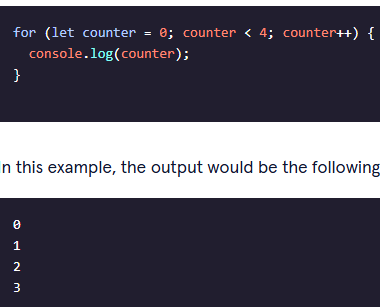 for (let counter = 0; counter < 4; counter++) {
  console.log(counter);
}
n this example, the output would be the following
0
1
2
3